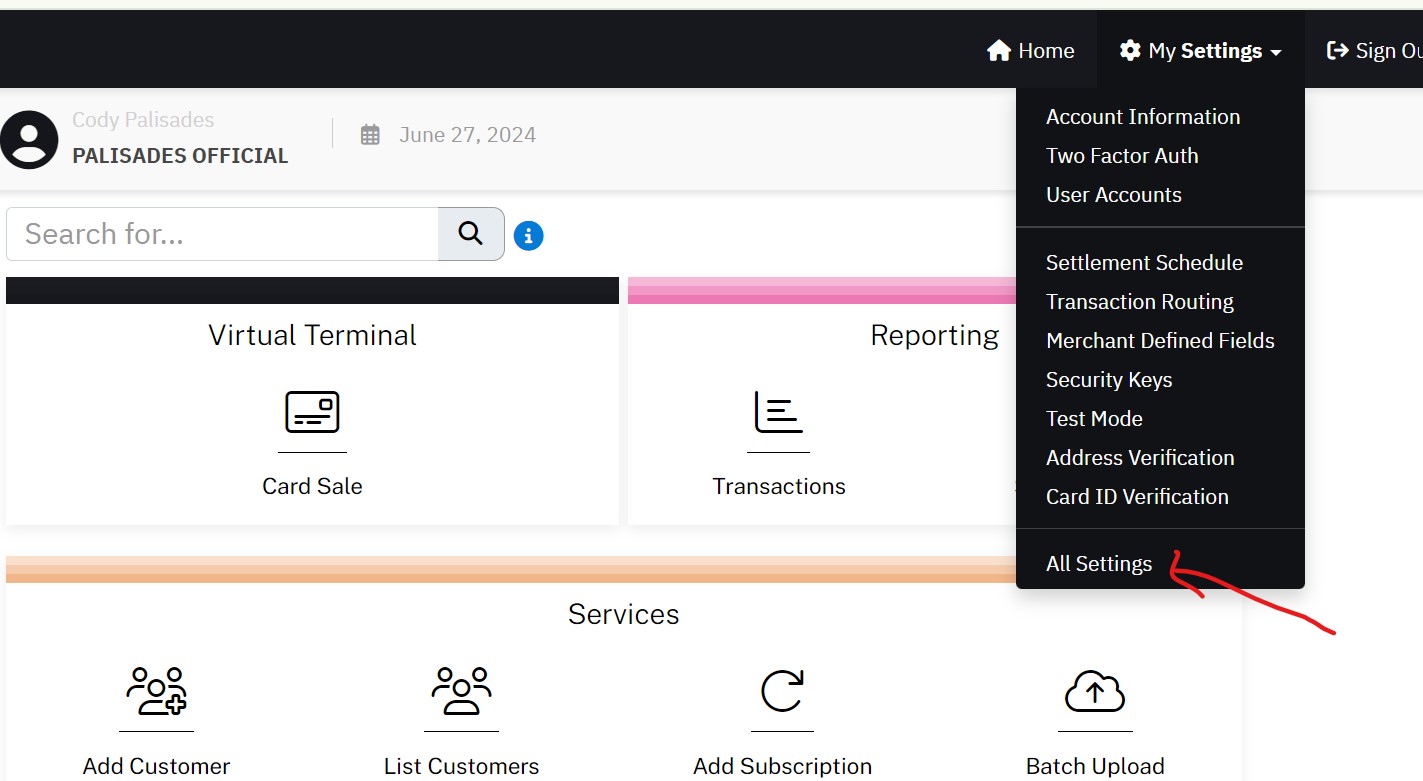 Home
My Settings
Sign Ou
Cody Palisades
PALISADES OFFICIAL
June 27, 2024
Search for...
Account Information
Two Factor Auth
User Accounts
Settlement Schedule
Transaction Routing
Merchant Defined Fields
Security Keys
Test Mode
Address Verification
Card ID Verification
All Settings
Virtual Terminal
Card Sale
Reporting
Transactions
Services
Add Customer
List Customers
Add Subscription
Batch Upload